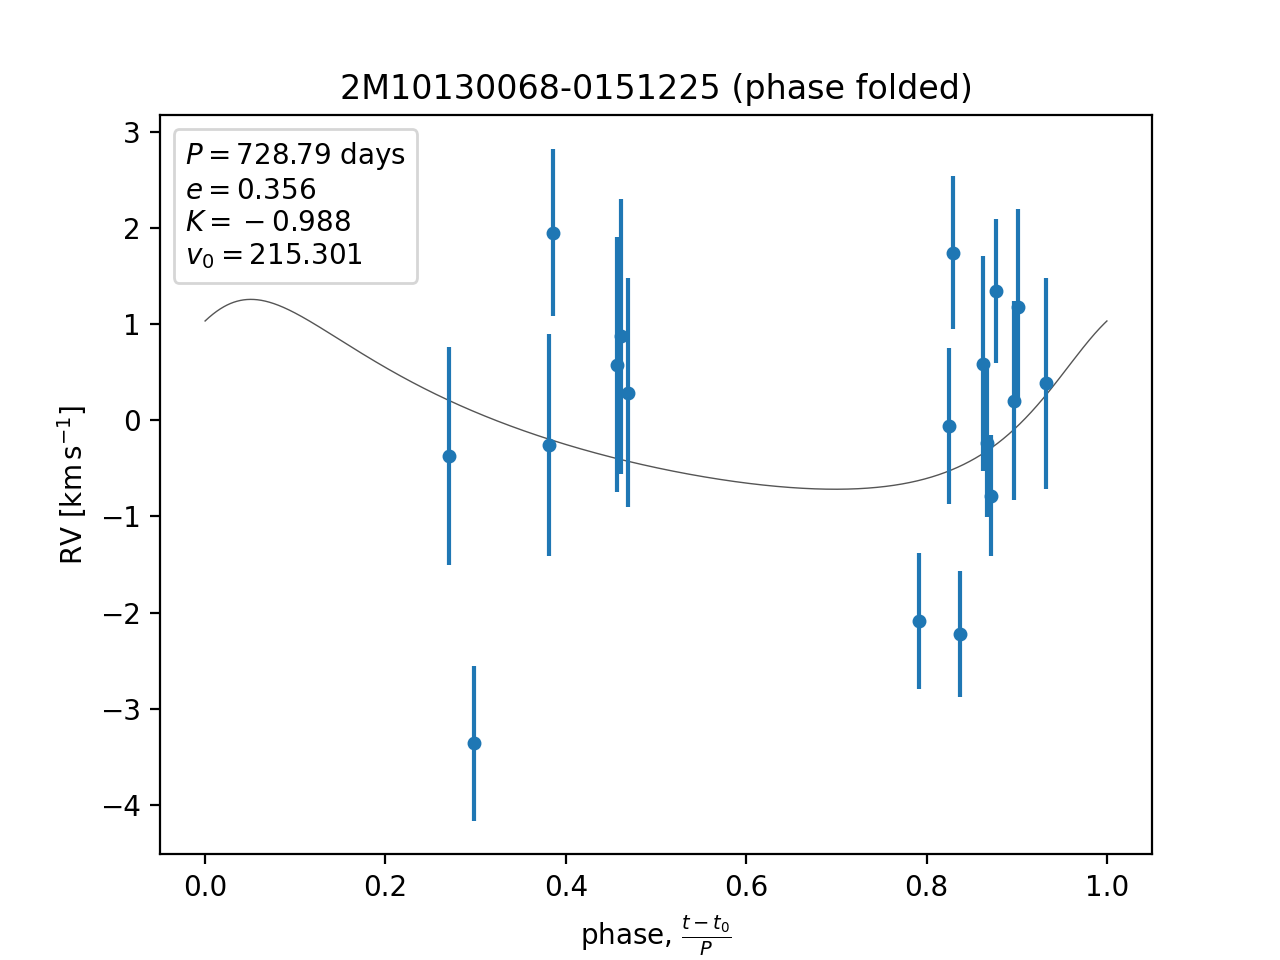 2M10130068-0151225 (phase folded)
P = 728.79 days
e = 0.356
K = −0.988
v₀ = 215.301
3
2
1
0
−1
−2
−3
−4
RV [km s⁻¹]
0.0 0.2 0.4 0.6 0.8 1.0
phase, (t − t₀)/P